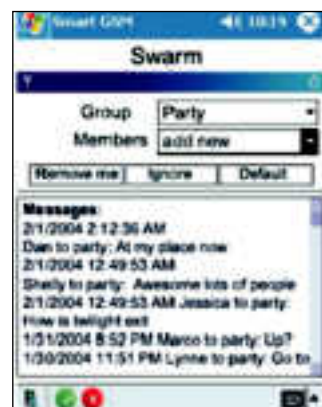 Smart GSM 10:19
Swarm
Y
Group Party
Members add new
Remove me Ignore Default
Messages:
2/1/2004 2:12:36 AM
Dan to party: At my place now
2/1/2004 12:49:53 AM
Shelly to party: Awesome lots of people
2/1/2004 12:49:53 AM Jessica to party:
How is twilight exit
1/31/2004 8:52 PM Marco to party: Up?
1/30/2004 11:51 PM Lynne to party: Go to